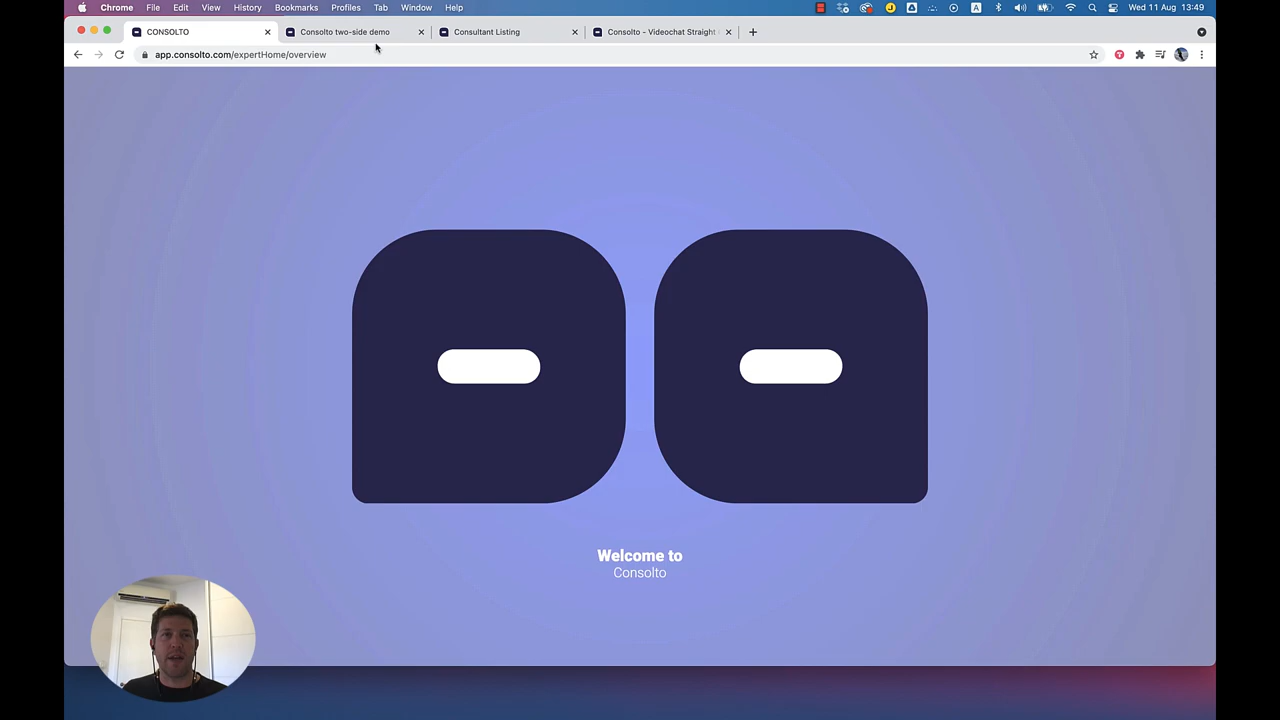 Chrome File Edit View History Bookmarks Profiles Tab Window Help A Wed 11 Aug 13:49
CONSOLTO Consolto two-side demo Consultant Listing Consolto - Videochat Straight
app.consolto.com/expertHome/overview
Welcome to
Consolto